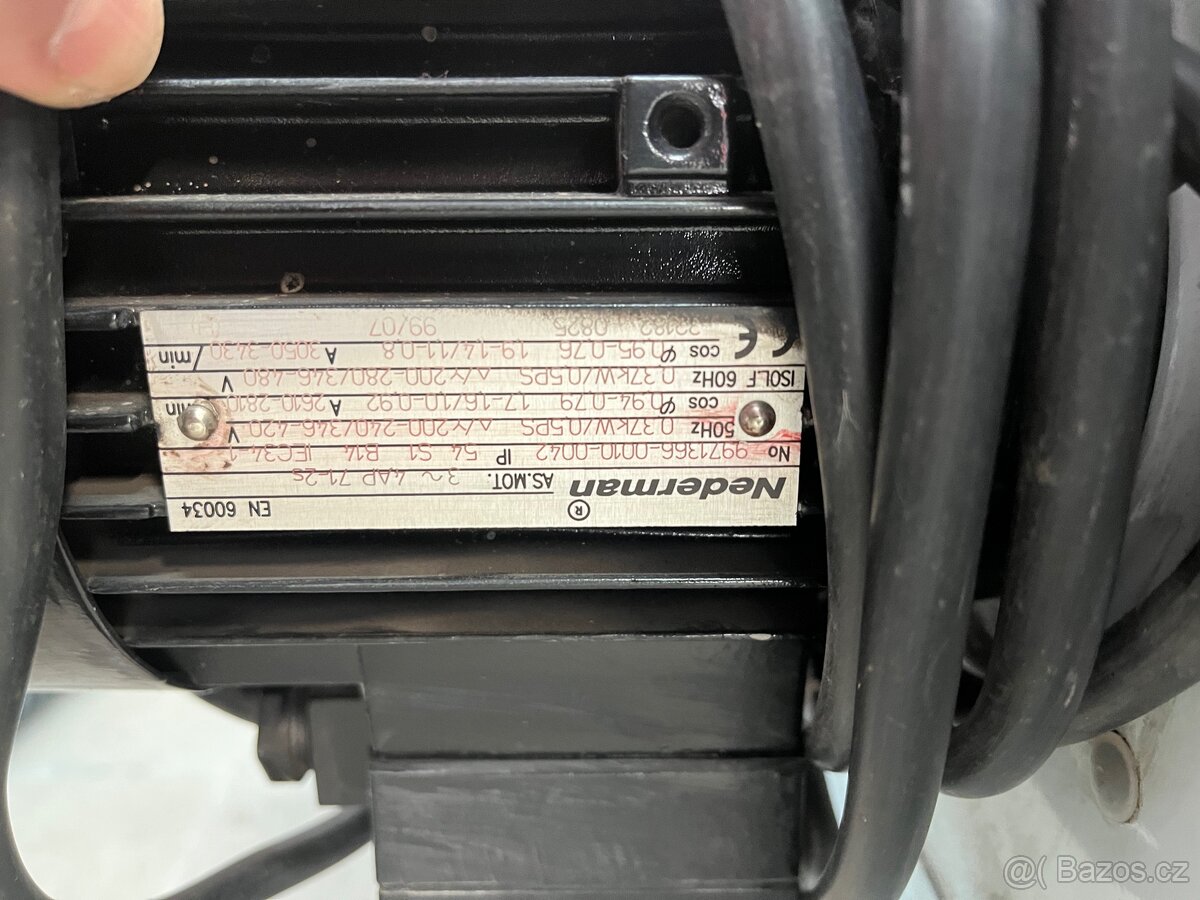 EN 60034
Nederman ® AS.MOT. 3~ 4AP 71-2s
No 9971366-0010-0042 IP 54 S1 B14 IEC34-1
50Hz 0.37kW/0.5PS △/Y 200-240/346-420 V
cos φ 0.94-0.79 1.7-1.6/1.0-0.92 A 2610-2810 /min
ISOL.F 60Hz 0.37kW/0.5PS △/Y 200-280/346-480 V
cos φ 0.95-0.76 1.9-1.4/1.1-0.8 A 3050-3430 /min
CE 0825 99/07
Bazos.cz